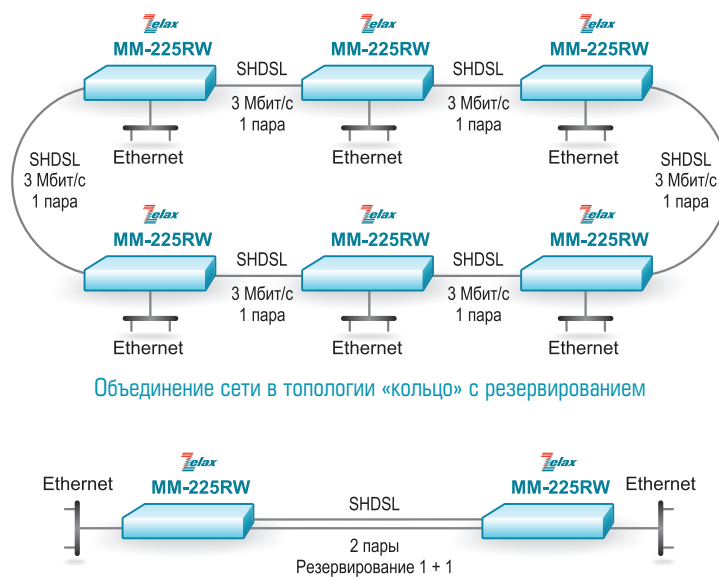 Zelax
MM-225RW
Zelax
MM-225RW
Zelax
MM-225RW
SHDSL
3 Мбит/с
1 пара
SHDSL
3 Мбит/с
1 пара
Ethernet
Ethernet
Ethernet
SHDSL
3 Мбит/с
1 пара
SHDSL
3 Мбит/с
1 пара
Zelax
MM-225RW
Zelax
MM-225RW
Zelax
MM-225RW
SHDSL
3 Мбит/с
1 пара
SHDSL
3 Мбит/с
1 пара
Ethernet
Ethernet
Ethernet
Объединение сети в топологии «кольцо» с резервированием
Ethernet
Zelax
MM-225RW
Zelax
MM-225RW
Ethernet
SHDSL
2 пары
Резервирование 1 + 1